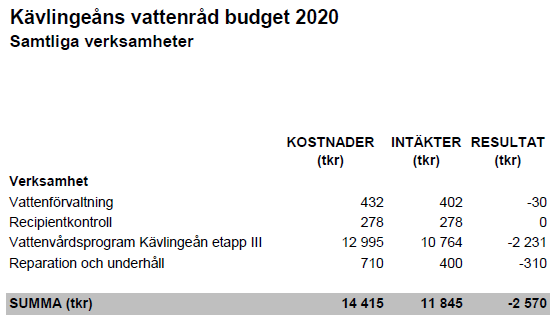 Kävlingeåns vattenråd budget 2020
Samtliga verksamheter
KOSTNADER INTÄKTER RESULTAT
(tkr) (tkr) (tkr)
Verksamhet
Vattenförvaltning 432 402 -30
Recipientkontroll 278 278 0
Vattenvårdsprogram Kävlingeån etapp III 12 995 10 764 -2 231
Reparation och underhåll 710 400 -310
SUMMA (tkr) 14 415 11 845 -2 570